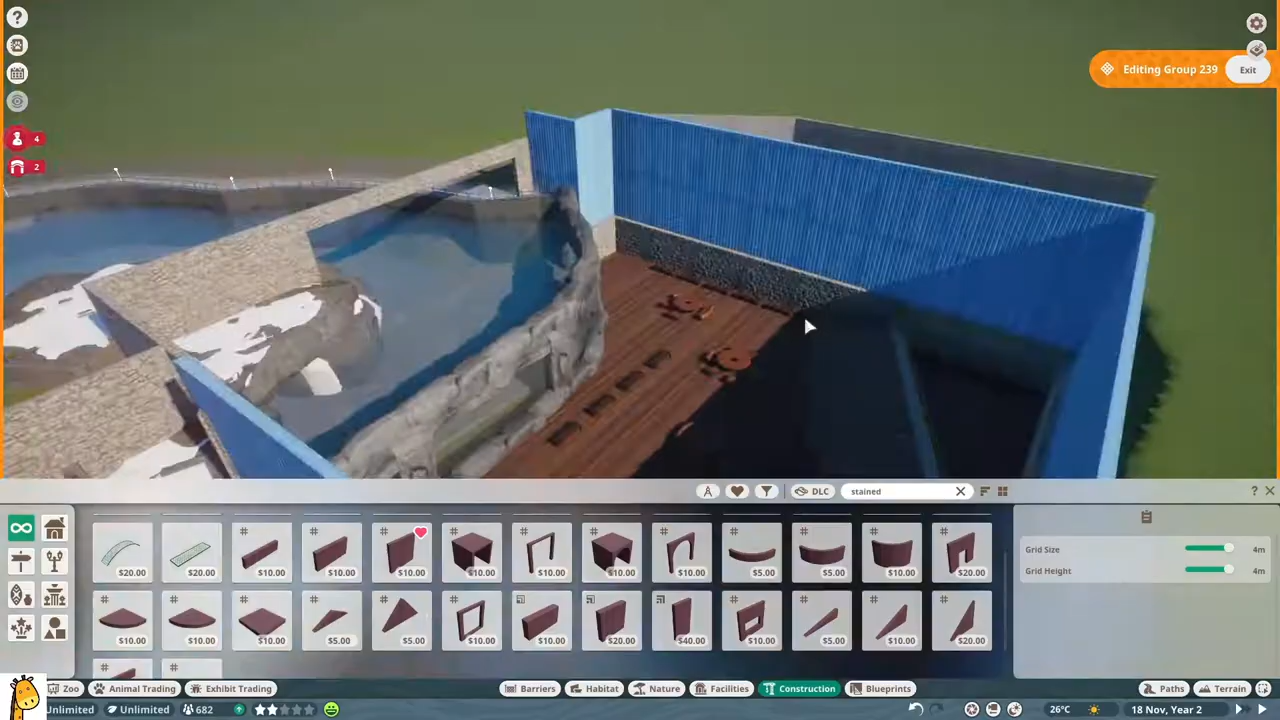 ?
Editing Group 239 Exit
4
2
DLC stained
? 
$20.00 $20.00 $10.00 $10.00 $10.00 $10.00 $10.00 $10.00 $10.00 $5.00 $5.00 $10.00 $20.00
Grid Size 4m
Grid Height 4m
$10.00 $10.00 $10.00 $5.00 $5.00 $10.00 $10.00 $20.00 $40.00 $10.00 $5.00 $10.00 $20.00
Zoo Animal Trading Exhibit Trading Barriers Habitat Nature Facilities Construction Blueprints Paths Terrain
Unlimited Unlimited 682 26°C 18 Nov, Year 2